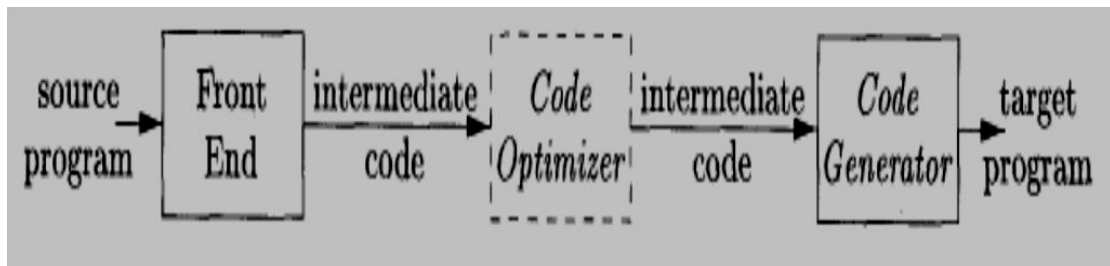 source
program
Front
End
intermediate
code
Code
Optimizer
intermediate
code
Code
Generator
target
program